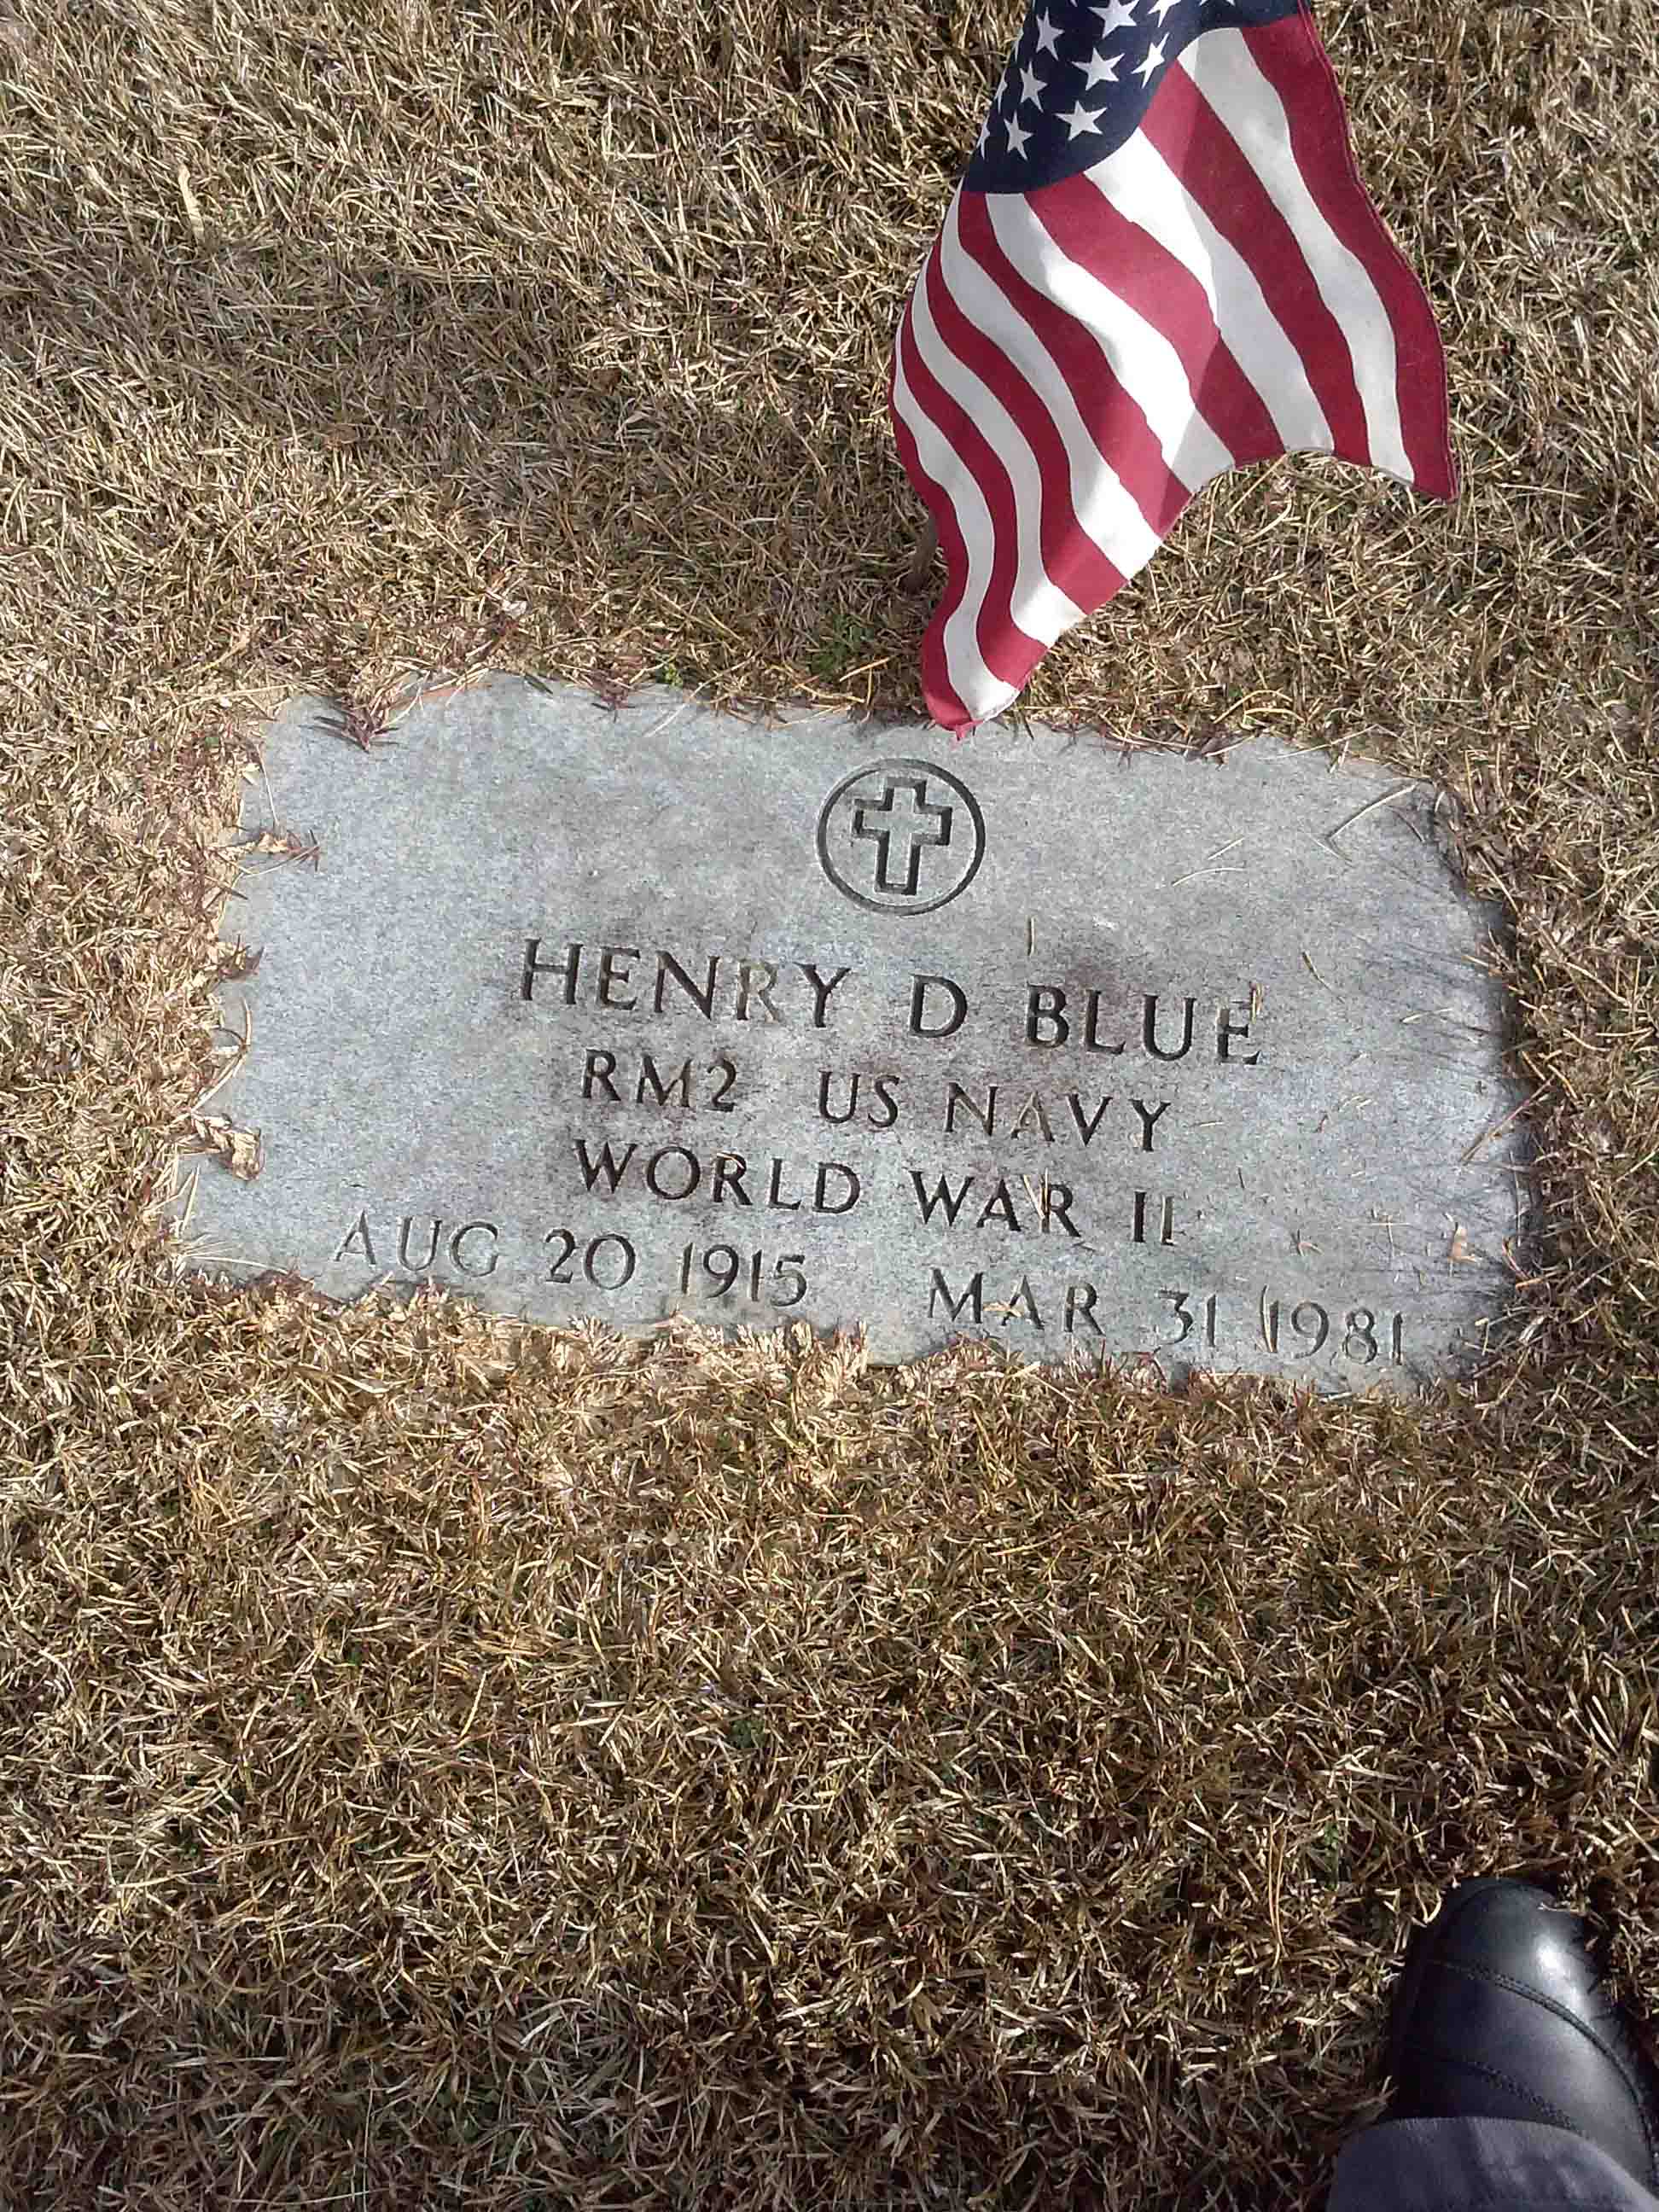 HENRY D BLUE
RM2 US NAVY
WORLD WAR II
AUG 20 1915 MAR 31 1981